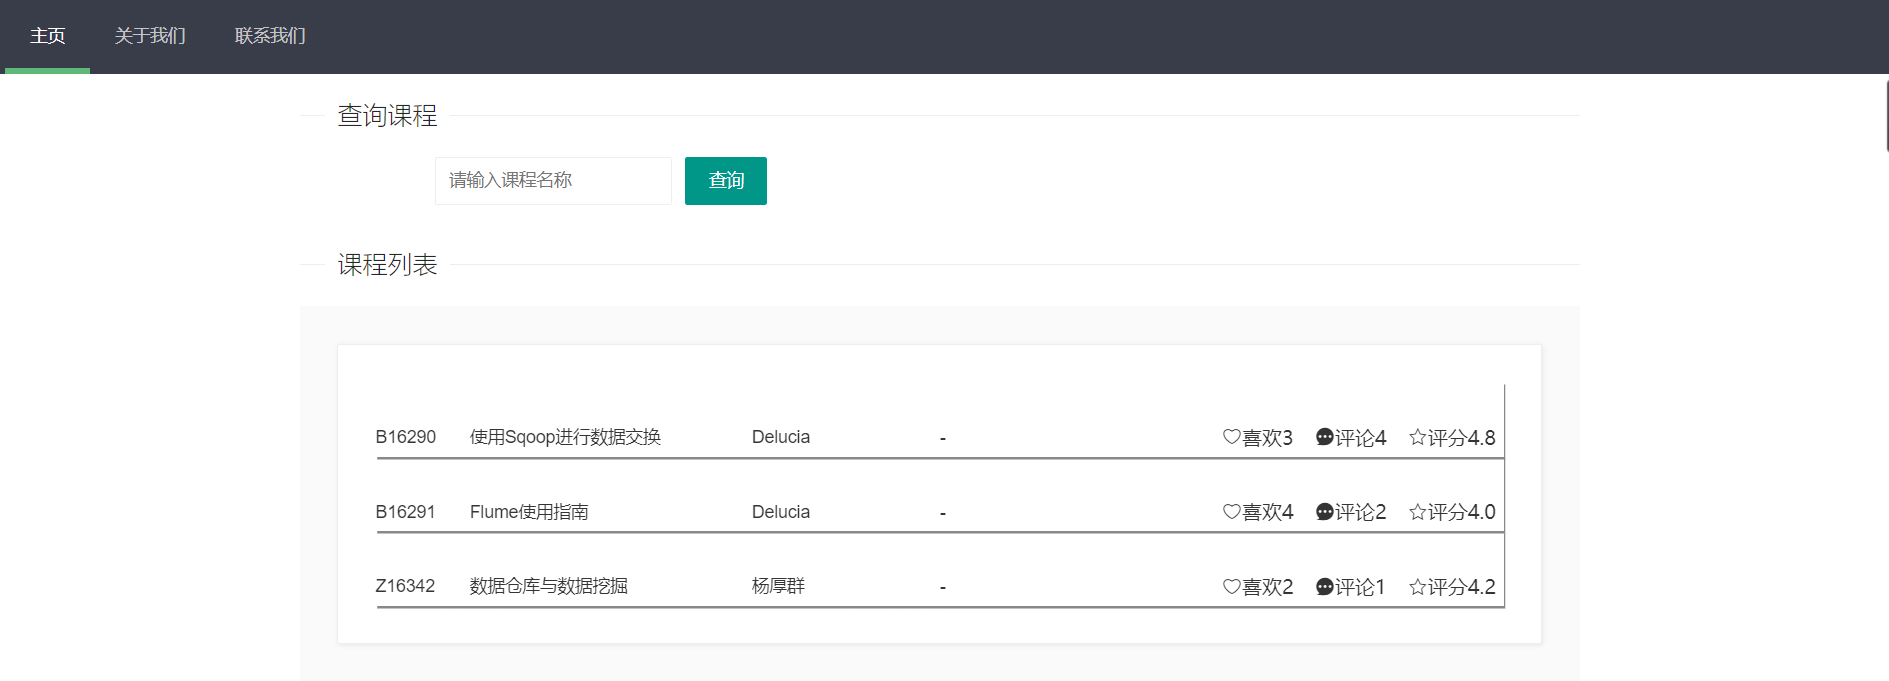 主页 关于我们 联系我们
查询课程
请输入课程名称 查询
课程列表
B16290 使用Sqoop进行数据交换 Delucia - 喜欢3 评论4 评分4.8
B16291 Flume使用指南 Delucia - 喜欢4 评论2 评分4.0
Z16342 数据仓库与数据挖掘 杨厚群 - 喜欢2 评论1 评分4.2